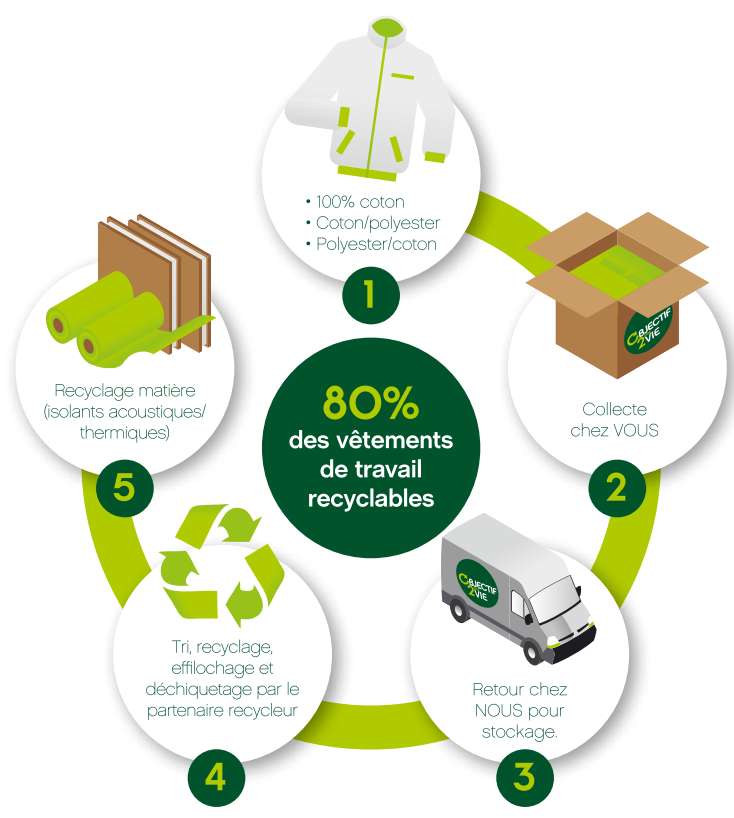 • 100% coton
• Coton/polyester
• Polyester/coton
1
OBJECTIF
2VIE
Collecte
chez VOUS
2
OBJECTIF
2VIE
Retour chez
NOUS pour
stockage.
3
Tri, recyclage,
effilochage et
déchiquetage par le
partenaire recycleur
4
Recyclage matière
(isolants acoustiques/
thermiques)
5
80%
des vêtements
de travail
recyclables